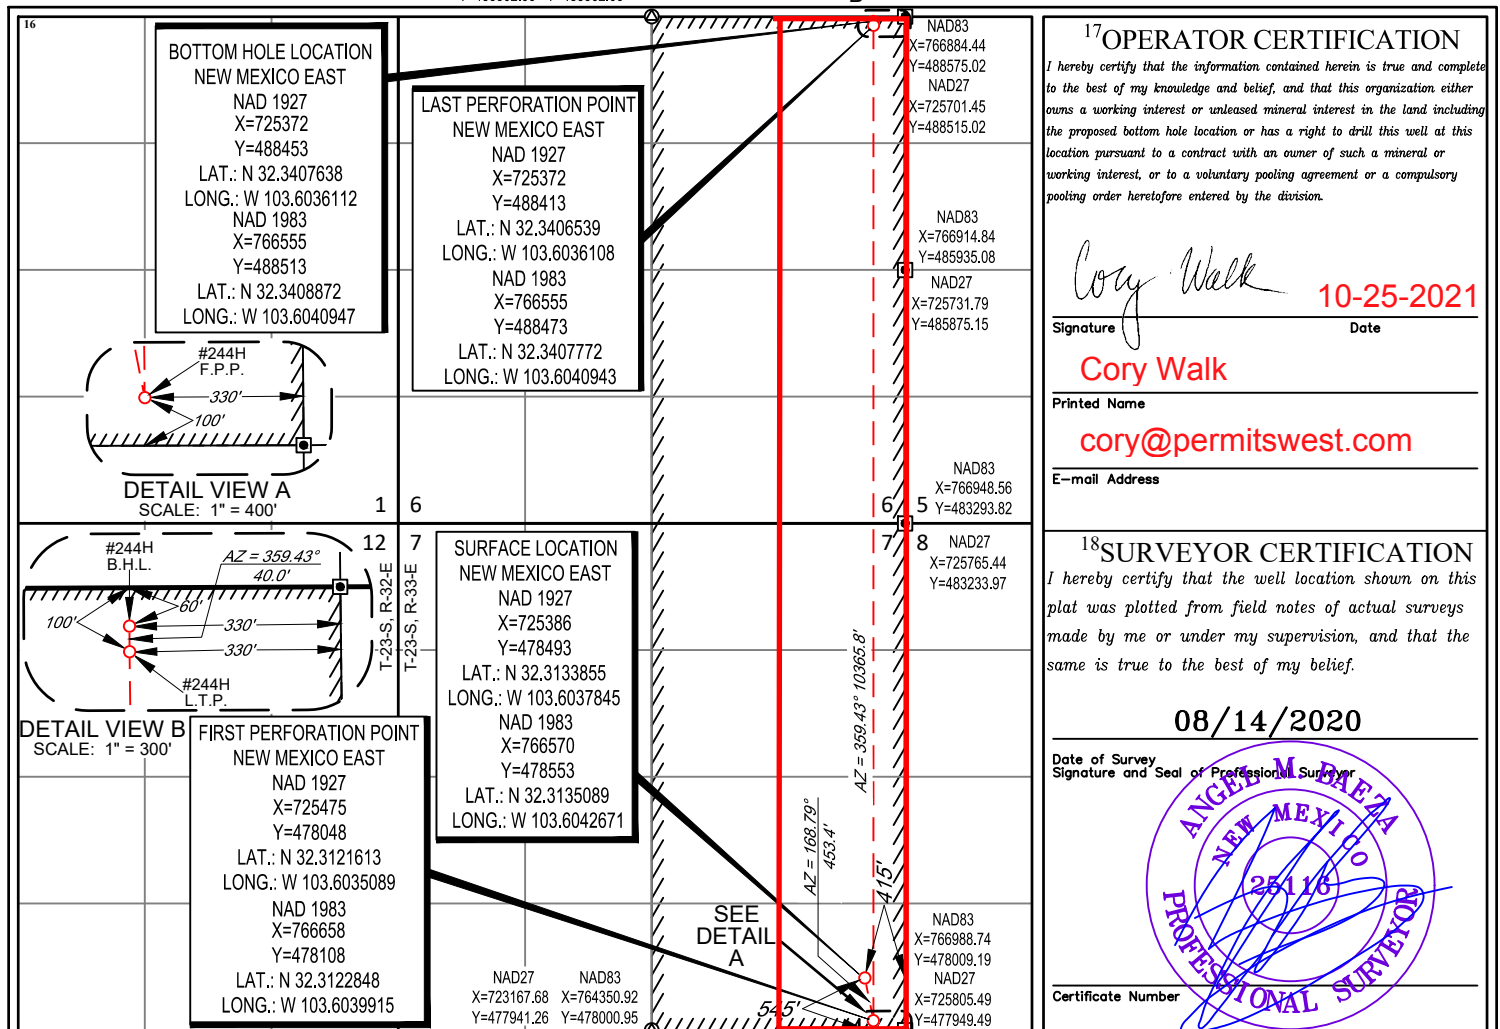 16
BOTTOM HOLE LOCATION
NEW MEXICO EAST
NAD 1927
X=725372
Y=488453
LAT.: N 32.3407638
LONG.: W 103.6036112
NAD 1983
X=766555
Y=488513
LAT.: N 32.3408872
LONG.: W 103.6040947
LAST PERFORATION POINT
NEW MEXICO EAST
NAD 1927
X=725372
Y=488413
LAT.: N 32.3406539
LONG.: W 103.6036108
NAD 1983
X=766555
Y=488473
LAT.: N 32.3407772
LONG.: W 103.6040943
NAD83
X=766884.44
Y=488575.02
NAD27
X=725701.45
Y=488515.02
NAD83
X=766914.84
Y=485935.08
NAD27
X=725731.79
Y=485875.15
#244H
F.P.P.
330'
100'
DETAIL VIEW A
SCALE: 1" = 400'
1 6
6 5
NAD83
X=766948.56
Y=483293.82
12 7
7 8
NAD27
X=725765.44
Y=483233.97
T-23-S, R-32-E
T-23-S, R-33-E
#244H
B.H.L.
AZ = 359.43°
40.0'
60'
100'
330'
330'
#244H
L.T.P.
DETAIL VIEW B
SCALE: 1" = 300'
SURFACE LOCATION
NEW MEXICO EAST
NAD 1927
X=725386
Y=478493
LAT.: N 32.3133855
LONG.: W 103.6037845
NAD 1983
X=766570
Y=478553
LAT.: N 32.3135089
LONG.: W 103.6042671
FIRST PERFORATION POINT
NEW MEXICO EAST
NAD 1927
X=725475
Y=478048
LAT.: N 32.3121613
LONG.: W 103.6035089
NAD 1983
X=766658
Y=478108
LAT.: N 32.3122848
LONG.: W 103.6039915
AZ = 359.43° 10365.8'
AZ = 168.79°
453.4'
415'
SEE
DETAIL
A
545'
NAD27
X=723167.68
Y=477941.26
NAD83
X=764350.92
Y=478000.95
NAD83
X=766988.74
Y=478009.19
NAD27
X=725805.49
Y=477949.49
17OPERATOR CERTIFICATION
I hereby certify that the information contained herein is true and complete
to the best of my knowledge and belief, and that this organization either
owns a working interest or unleased mineral interest in the land including
the proposed bottom hole location or has a right to drill this well at this
location pursuant to a contract with an owner of such a mineral or
working interest, or to a voluntary pooling agreement or a compulsory
pooling order heretofore entered by the division.
Cory Walk
10-25-2021
Signature Date
Cory Walk
Printed Name
cory@permitswest.com
E-mail Address
18SURVEYOR CERTIFICATION
I hereby certify that the well location shown on this
plat was plotted from field notes of actual surveys
made by me or under my supervision, and that the
same is true to the best of my belief.
08/14/2020
Date of Survey
Signature and Seal of Professional Surveyor
ANGEL M. BAEZA
NEW MEXICO
25116
PROFESSIONAL SURVEYOR
Certificate Number